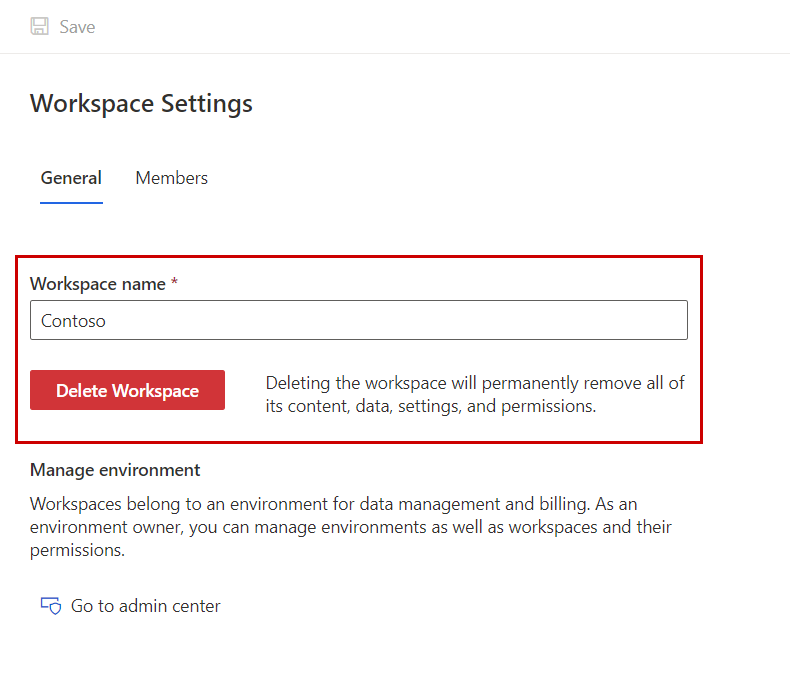 Save
Workspace Settings
General Members
Workspace name *
Contoso
Delete Workspace
Deleting the workspace will permanently remove all of
its content, data, settings, and permissions.
Manage environment
Workspaces belong to an environment for data management and billing. As an
environment owner, you can manage environments as well as workspaces and their
permissions.
Go to admin center